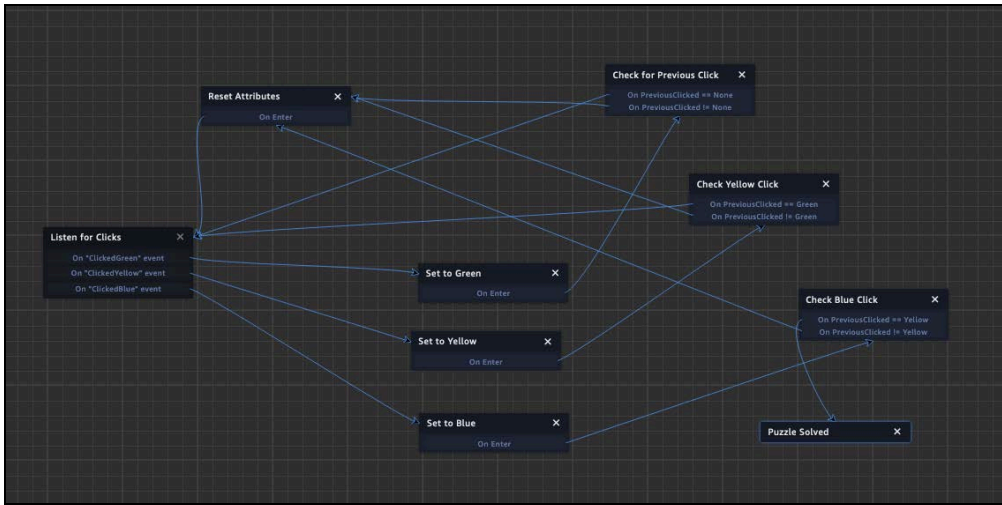 Check for Previous Click
On PreviousClicked == None
On PreviousClicked != None
Reset Attributes
On Enter
Check Yellow Click
On PreviousClicked == Green
On PreviousClicked != Green
Listen for Clicks
On "ClickedGreen" event
On "ClickedYellow" event
On "ClickedBlue" event
Set to Green
On Enter
Check Blue Click
On PreviousClicked == Yellow
On PreviousClicked != Yellow
Set to Yellow
On Enter
Set to Blue
On Enter
Puzzle Solved